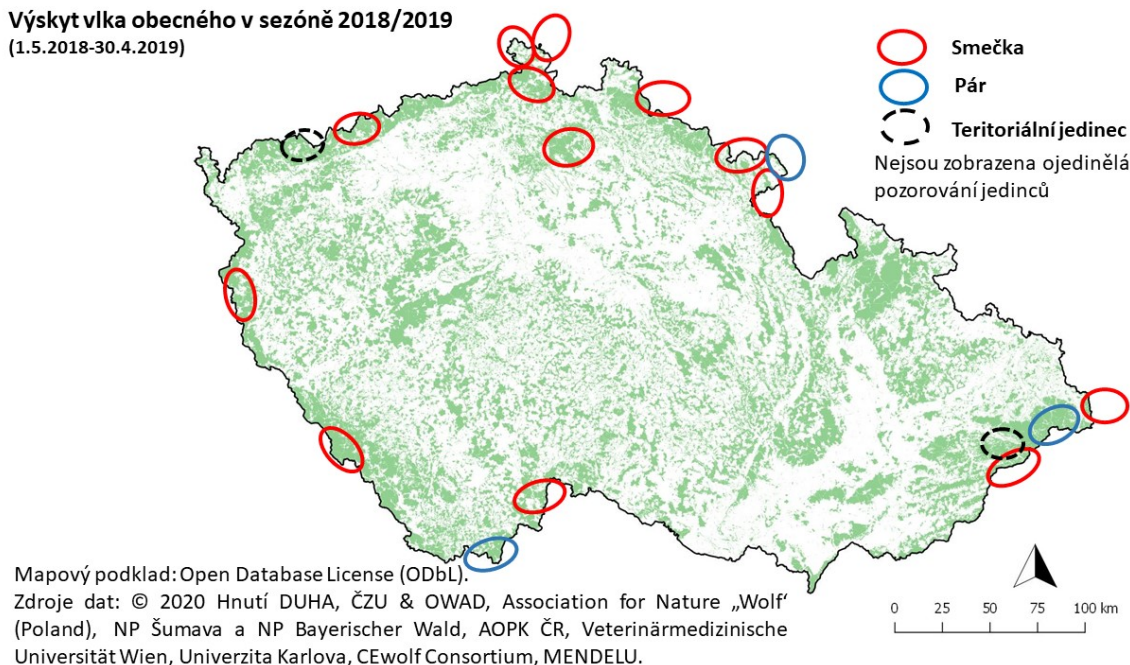 Výskyt vlka obecného v sezóně 2018/2019
(1.5.2018-30.4.2019)
Smečka
Pár
Teritoriální jedinec
Nejsou zobrazena ojedinělá
pozorování jedinců
Mapový podklad: Open Database License (ODbL).
Zdroje dat: © 2020 Hnutí DUHA, ČZU & OWAD, Association for Nature „Wolf‘
(Poland), NP Šumava a NP Bayerischer Wald, AOPK ČR, Veterinärmedizinische
Universität Wien, Univerzita Karlova, CEwolf Consortium, MENDELU.
0 25 50 75 100 km